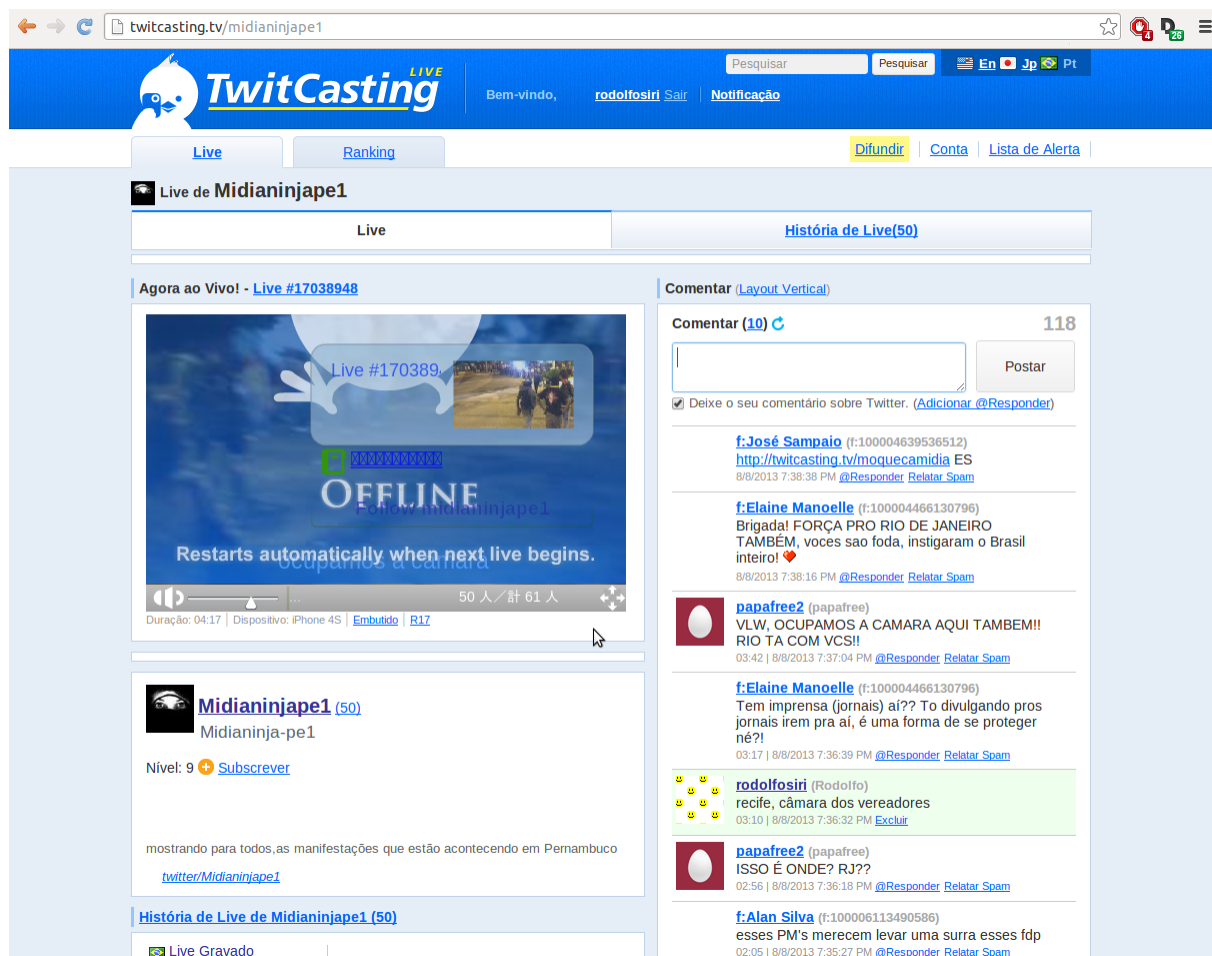 twitcasting.tv/midianinjape1
4
26
TwitCasting LIVE
Pesquisar
Pesquisar
En Jp Pt
Bem-vindo, rodolfosiri Sair Notificação
Live Ranking
Difundir Conta Lista de Alerta
Live de Midianinjape1
Live História de Live(50)
Agora ao Vivo! - Live #17038948
Live #170389
OFFLINE
Follow midianinjape1
Restarts automatically when next live begins.
ocupamos a camara
...
50 人／計 61 人
Duração: 04:17 Dispositivo: iPhone 4S Embutido R17
Midianinjape1 (50)
Midianinja-pe1
Nível: 9 Subscrever
mostrando para todos,as manifestações que estão acontecendo em Pernambuco
twitter/Midianinjape1
História de Live de Midianinjape1 (50)
Live Gravado
Comentar (Layout Vertical)
Comentar (10) 118
Postar
Deixe o seu comentário sobre Twitter. (Adicionar @Responder)
f:José Sampaio (f:100004639536512)
http://twitcasting.tv/moquecamidia ES
8/8/2013 7:38:38 PM @Responder Relatar Spam
f:Elaine Manoelle (f:100004466130796)
Brigada! FORÇA PRO RIO DE JANEIRO
TAMBÉM, voces sao foda, instigaram o Brasil
inteiro!
8/8/2013 7:38:16 PM @Responder Relatar Spam
papafree2 (papafree)
VLW, OCUPAMOS A CAMARA AQUI TAMBEM!!
RIO TA COM VCS!!
03:42 | 8/8/2013 7:37:04 PM @Responder Relatar Spam
f:Elaine Manoelle (f:100004466130796)
Tem imprensa (jornais) aí?? To divulgando pros
jornais irem pra aí, é uma forma de se proteger
né?!
03:17 | 8/8/2013 7:36:39 PM @Responder Relatar Spam
rodolfosiri (Rodolfo)
recife, câmara dos vereadores
03:10 | 8/8/2013 7:36:32 PM Excluir
papafree2 (papafree)
ISSO É ONDE? RJ??
02:56 | 8/8/2013 7:36:18 PM @Responder Relatar Spam
f:Alan Silva (f:100006113490586)
esses PM's merecem levar uma surra esses fdp
02:05 | 8/8/2013 7:35:27 PM @Responder Relatar Spam